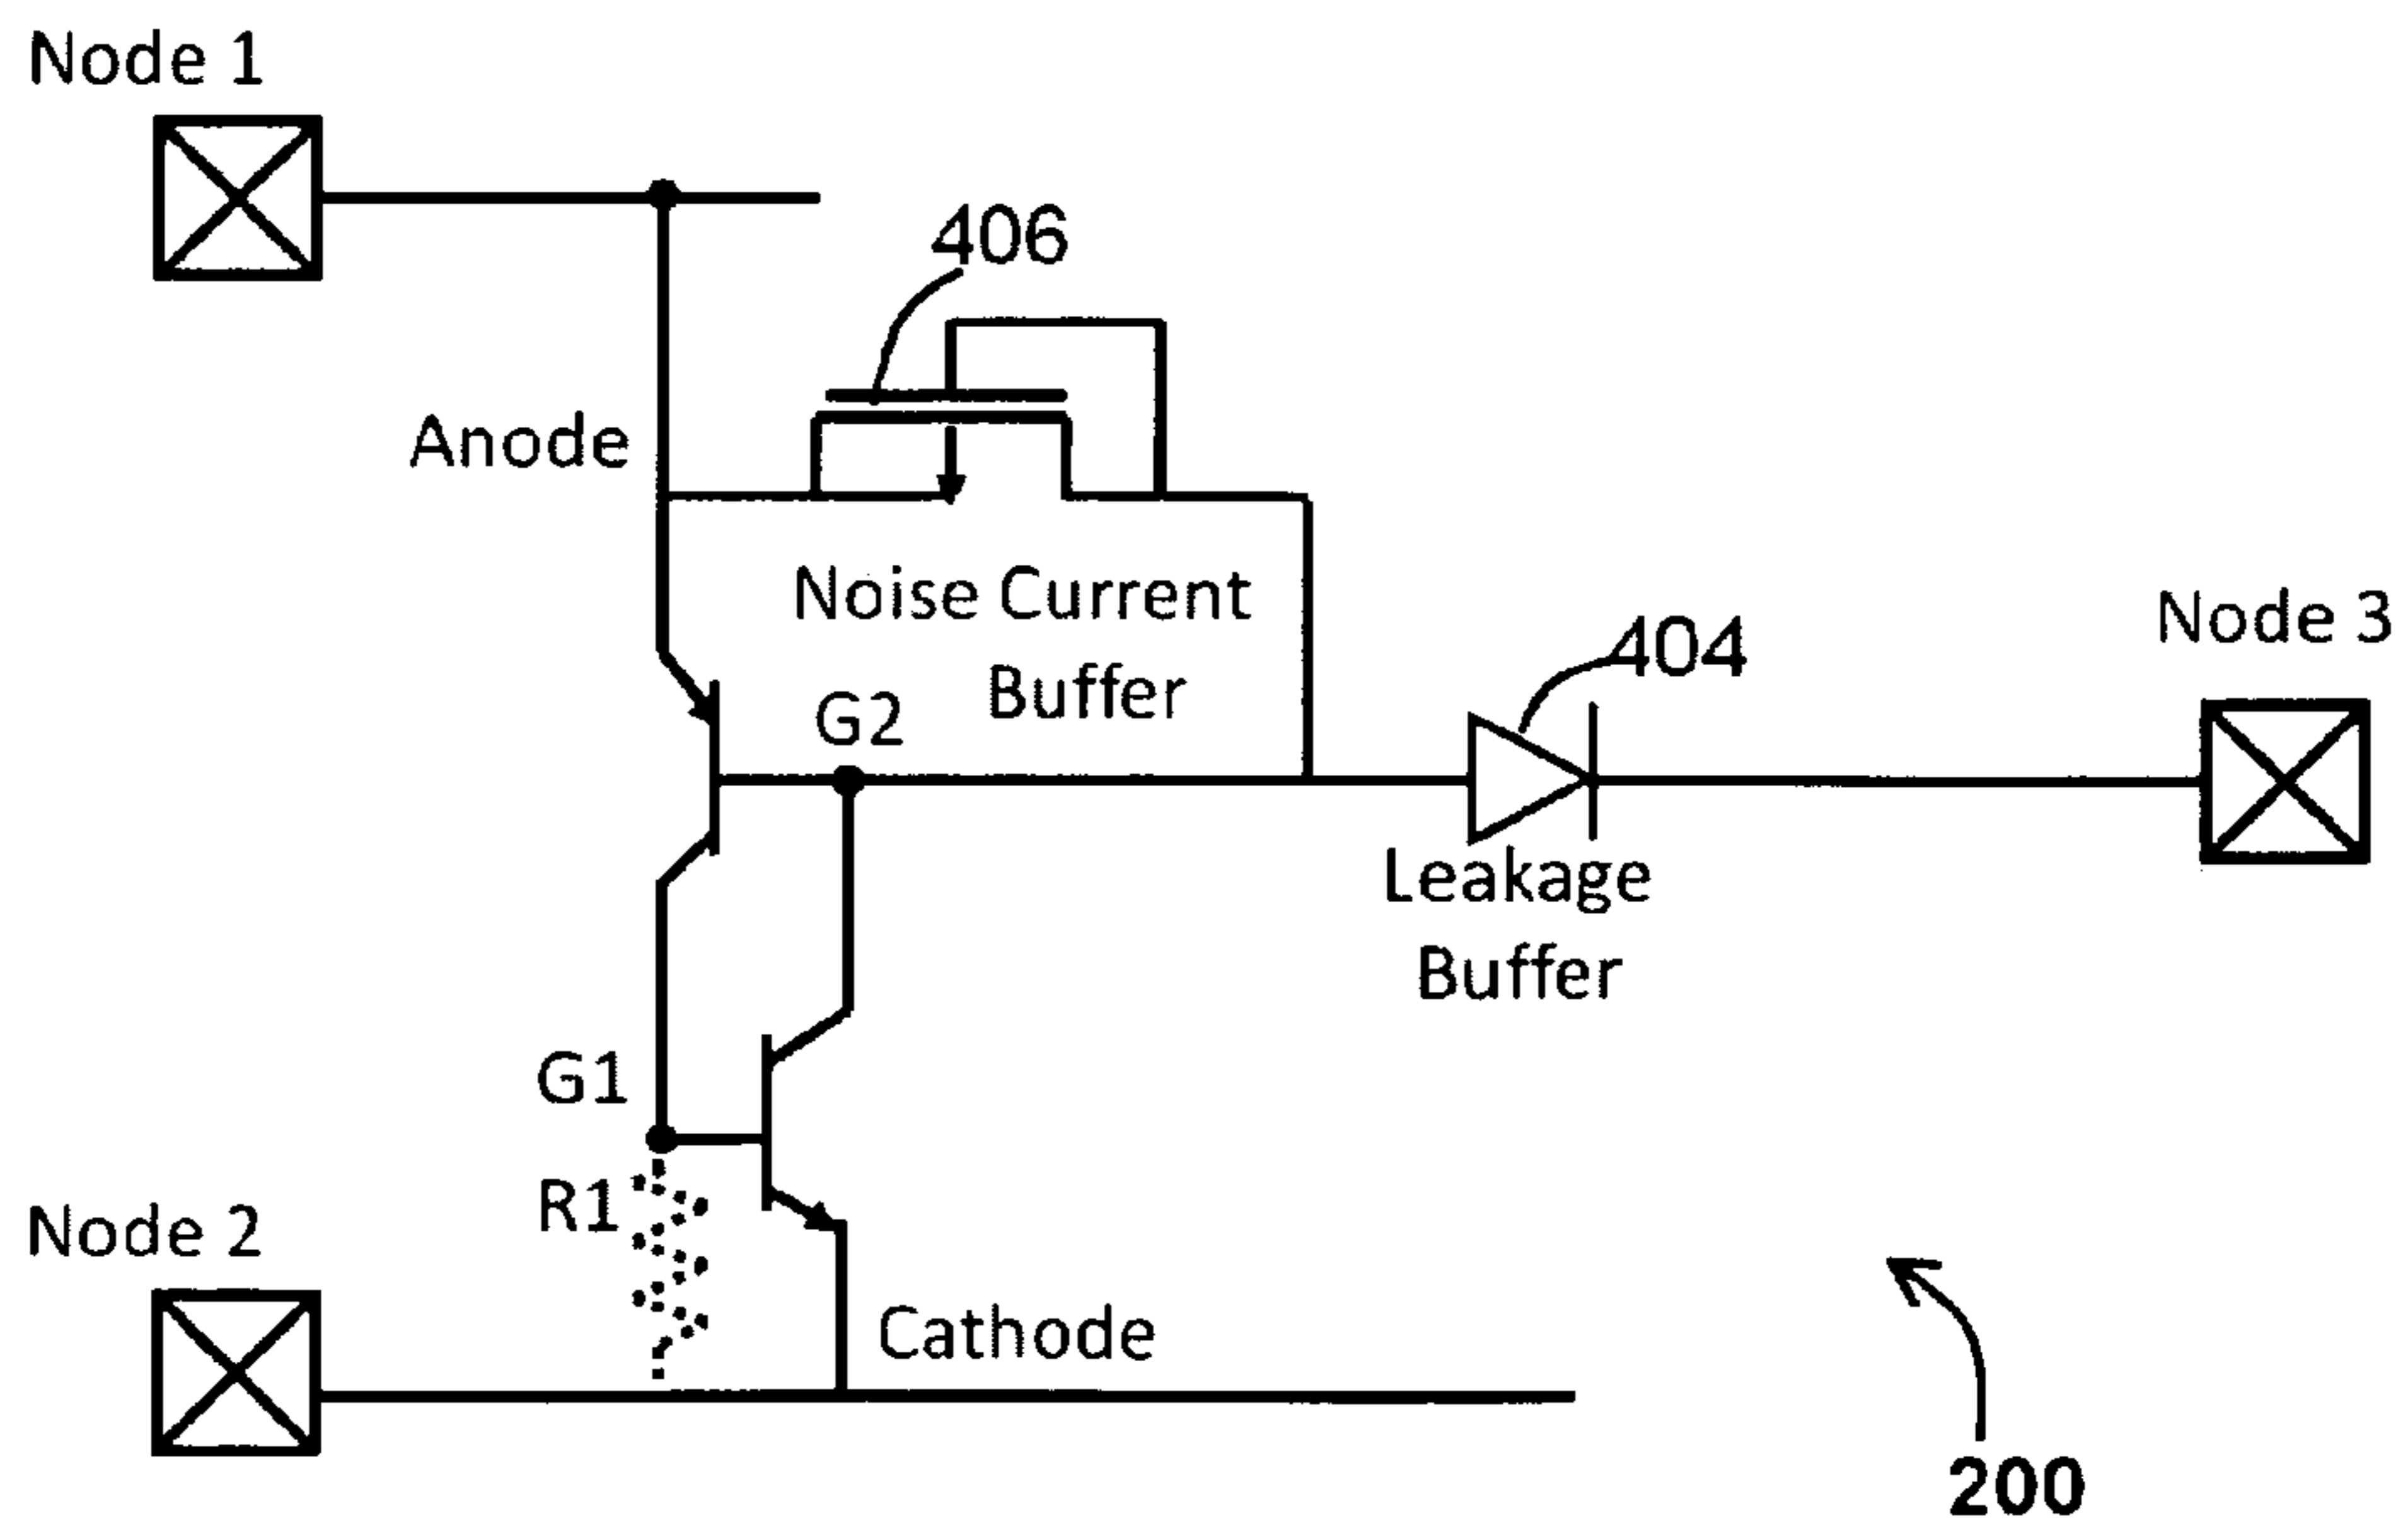 Node 1
406
Anode
Noise Current
Buffer
Node 3
404
G2
Leakage
Buffer
G1
R1
Node 2
Cathode
200